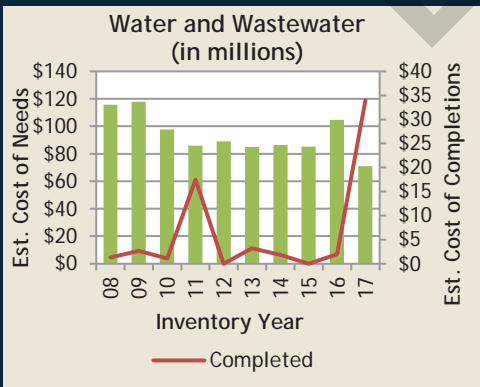 Water and Wastewater
(in millions)
Est. Cost of Needs
$140
$120
$100
$80
$60
$40
$20
$0
$40
$35
$30
$25
$20
$15
$10
$5
$0
Est. Cost of Completions
08 09 10 11 12 13 14 15 16 17
Inventory Year
Completed